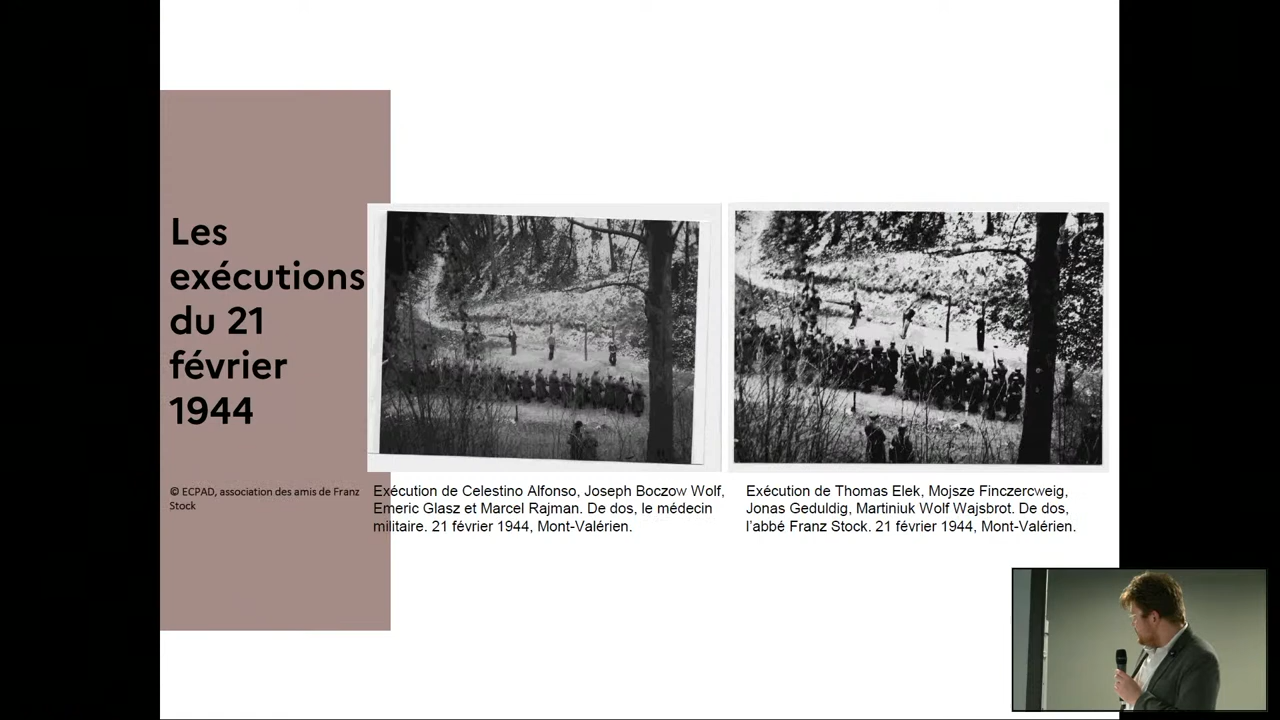 Les
exécutions
du 21
février
1944
© ECPAD, association des amis de Franz
Stock
Exécution de Celestino Alfonso, Joseph Boczow Wolf,
Emeric Glasz et Marcel Rajman. De dos, le médecin
militaire. 21 février 1944, Mont-Valérien.
Exécution de Thomas Elek, Mojsze Finczercweig,
Jonas Geduldig, Martiniuk Wolf Wajsbrot. De dos,
l’abbé Franz Stock. 21 février 1944, Mont-Valérien.